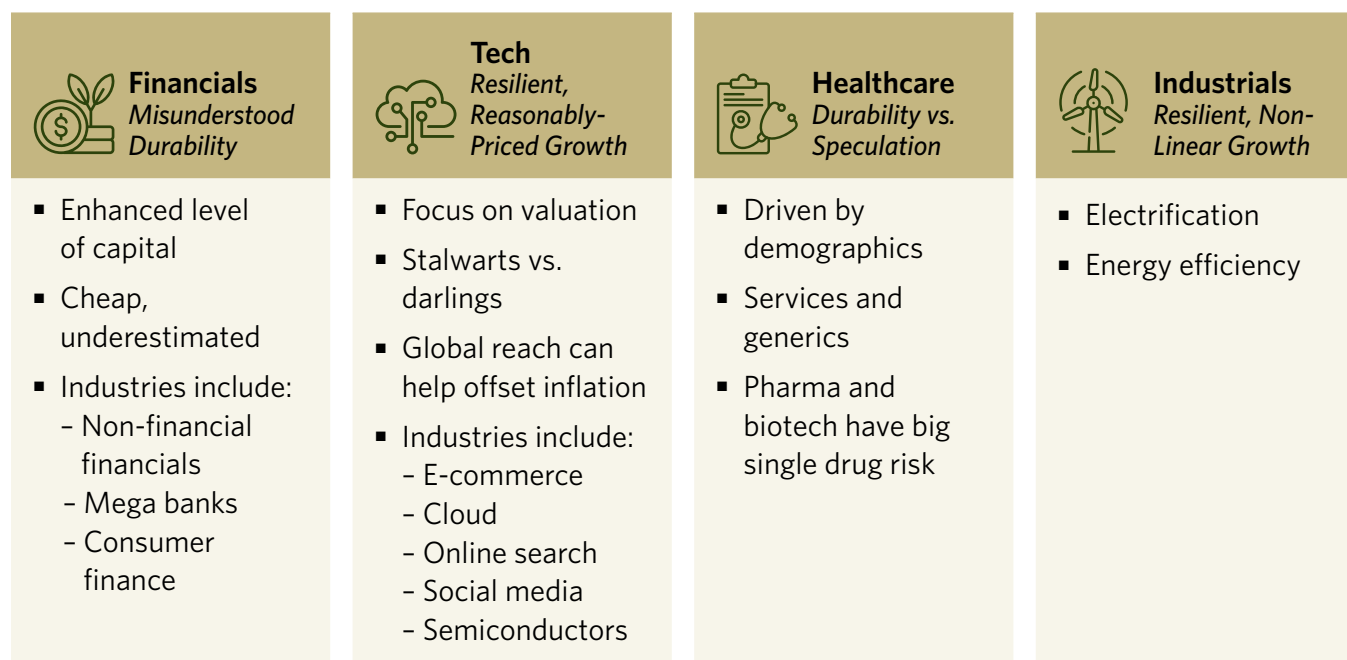 Financials
Misunderstood
Durability
▪ Enhanced level
of capital
▪ Cheap,
underestimated
▪ Industries include:
– Non-financial
financials
– Mega banks
– Consumer
finance
Tech
Resilient,
Reasonably-
Priced Growth
▪ Focus on valuation
▪ Stalwarts vs.
darlings
▪ Global reach can
help offset inflation
▪ Industries include:
– E-commerce
– Cloud
– Online search
– Social media
– Semiconductors
Healthcare
Durability vs.
Speculation
▪ Driven by
demographics
▪ Services and
generics
▪ Pharma and
biotech have big
single drug risk
Industrials
Resilient, Non-
Linear Growth
▪ Electrification
▪ Energy efficiency